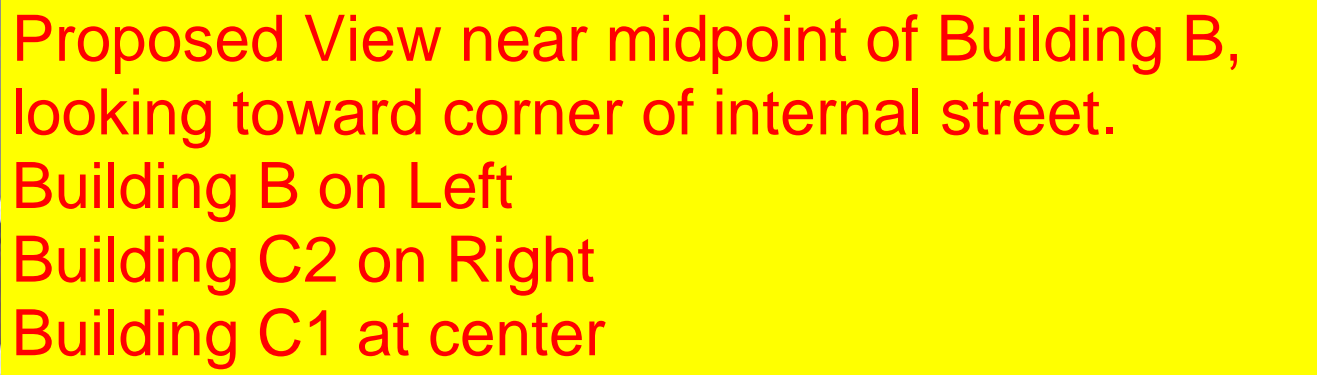 Proposed View near midpoint of Building B,
looking toward corner of internal street.
Building B on Left
Building C2 on Right
Building C1 at center